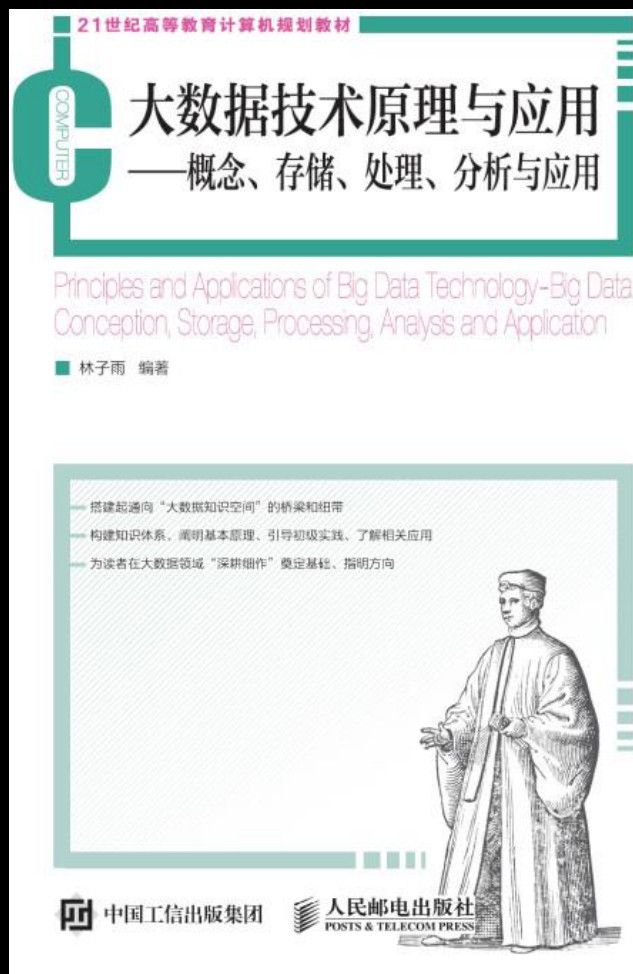 21世纪高等教育计算机规划教材
COMPUTER
大数据技术原理与应用
——概念、存储、处理、分析与应用
Principles and Applications of Big Data Technology-Big Data
Conception, Storage, Processing, Analysis and Application
林子雨 编著
搭建起通向“大数据知识空间”的桥梁和纽带
构建知识体系、阐明基本原理、引导初级实践、了解相关应用
为读者在大数据领域“深耕细作”奠定基础、指明方向
中国工信出版集团
人民邮电出版社
POSTS & TELECOM PRESS